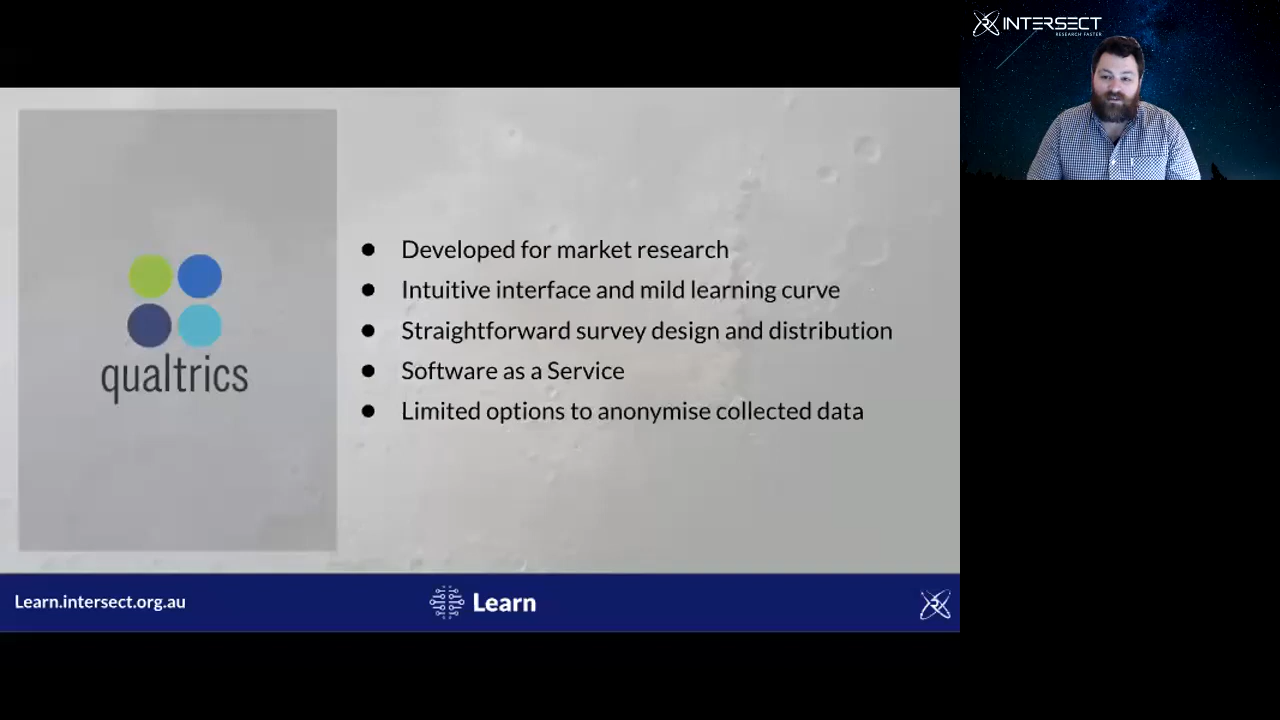 INTERSECT
RESEARCH FASTER
qualtrics
● Developed for market research
● Intuitive interface and mild learning curve
● Straightforward survey design and distribution
● Software as a Service
● Limited options to anonymise collected data
Learn.intersect.org.au
Learn